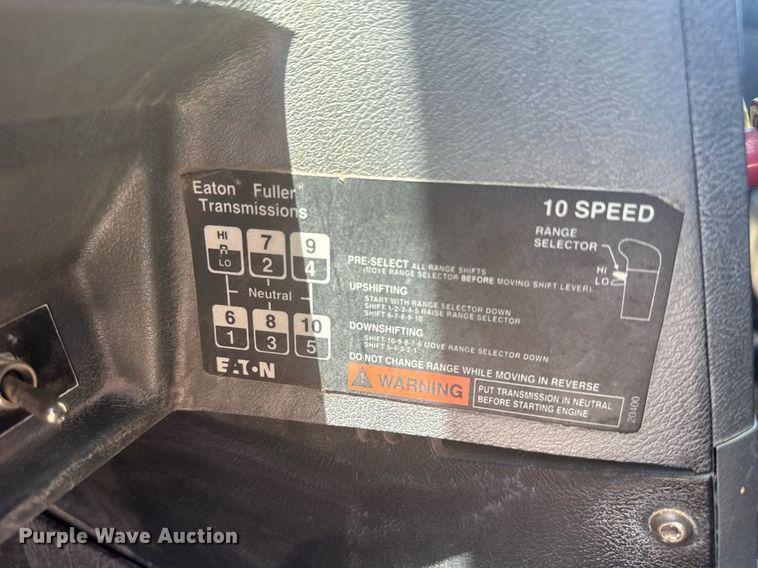 Eaton® Fuller®
Transmissions
10 SPEED
RANGE
SELECTOR
HI
LO
HI
R
LO
7
2
9
4
Neutral
6
1
8
3
10
5
EATON
PRE-SELECT ALL RANGE SHIFTS
(MOVE RANGE SELECTOR BEFORE MOVING SHIFT LEVER).
UPSHIFTING
START WITH RANGE SELECTOR DOWN
SHIFT 1-2-3-4-5 RAISE RANGE SELECTOR
SHIFT 6-7-8-9-10
DOWNSHIFTING
SHIFT 10-9-8-7-6 MOVE RANGE SELECTOR DOWN
SHIFT 5-4-3-2-1
DO NOT CHANGE RANGE WHILE MOVING IN REVERSE
WARNING
PUT TRANSMISSION IN NEUTRAL
BEFORE STARTING ENGINE
20400
Purple Wave Auction